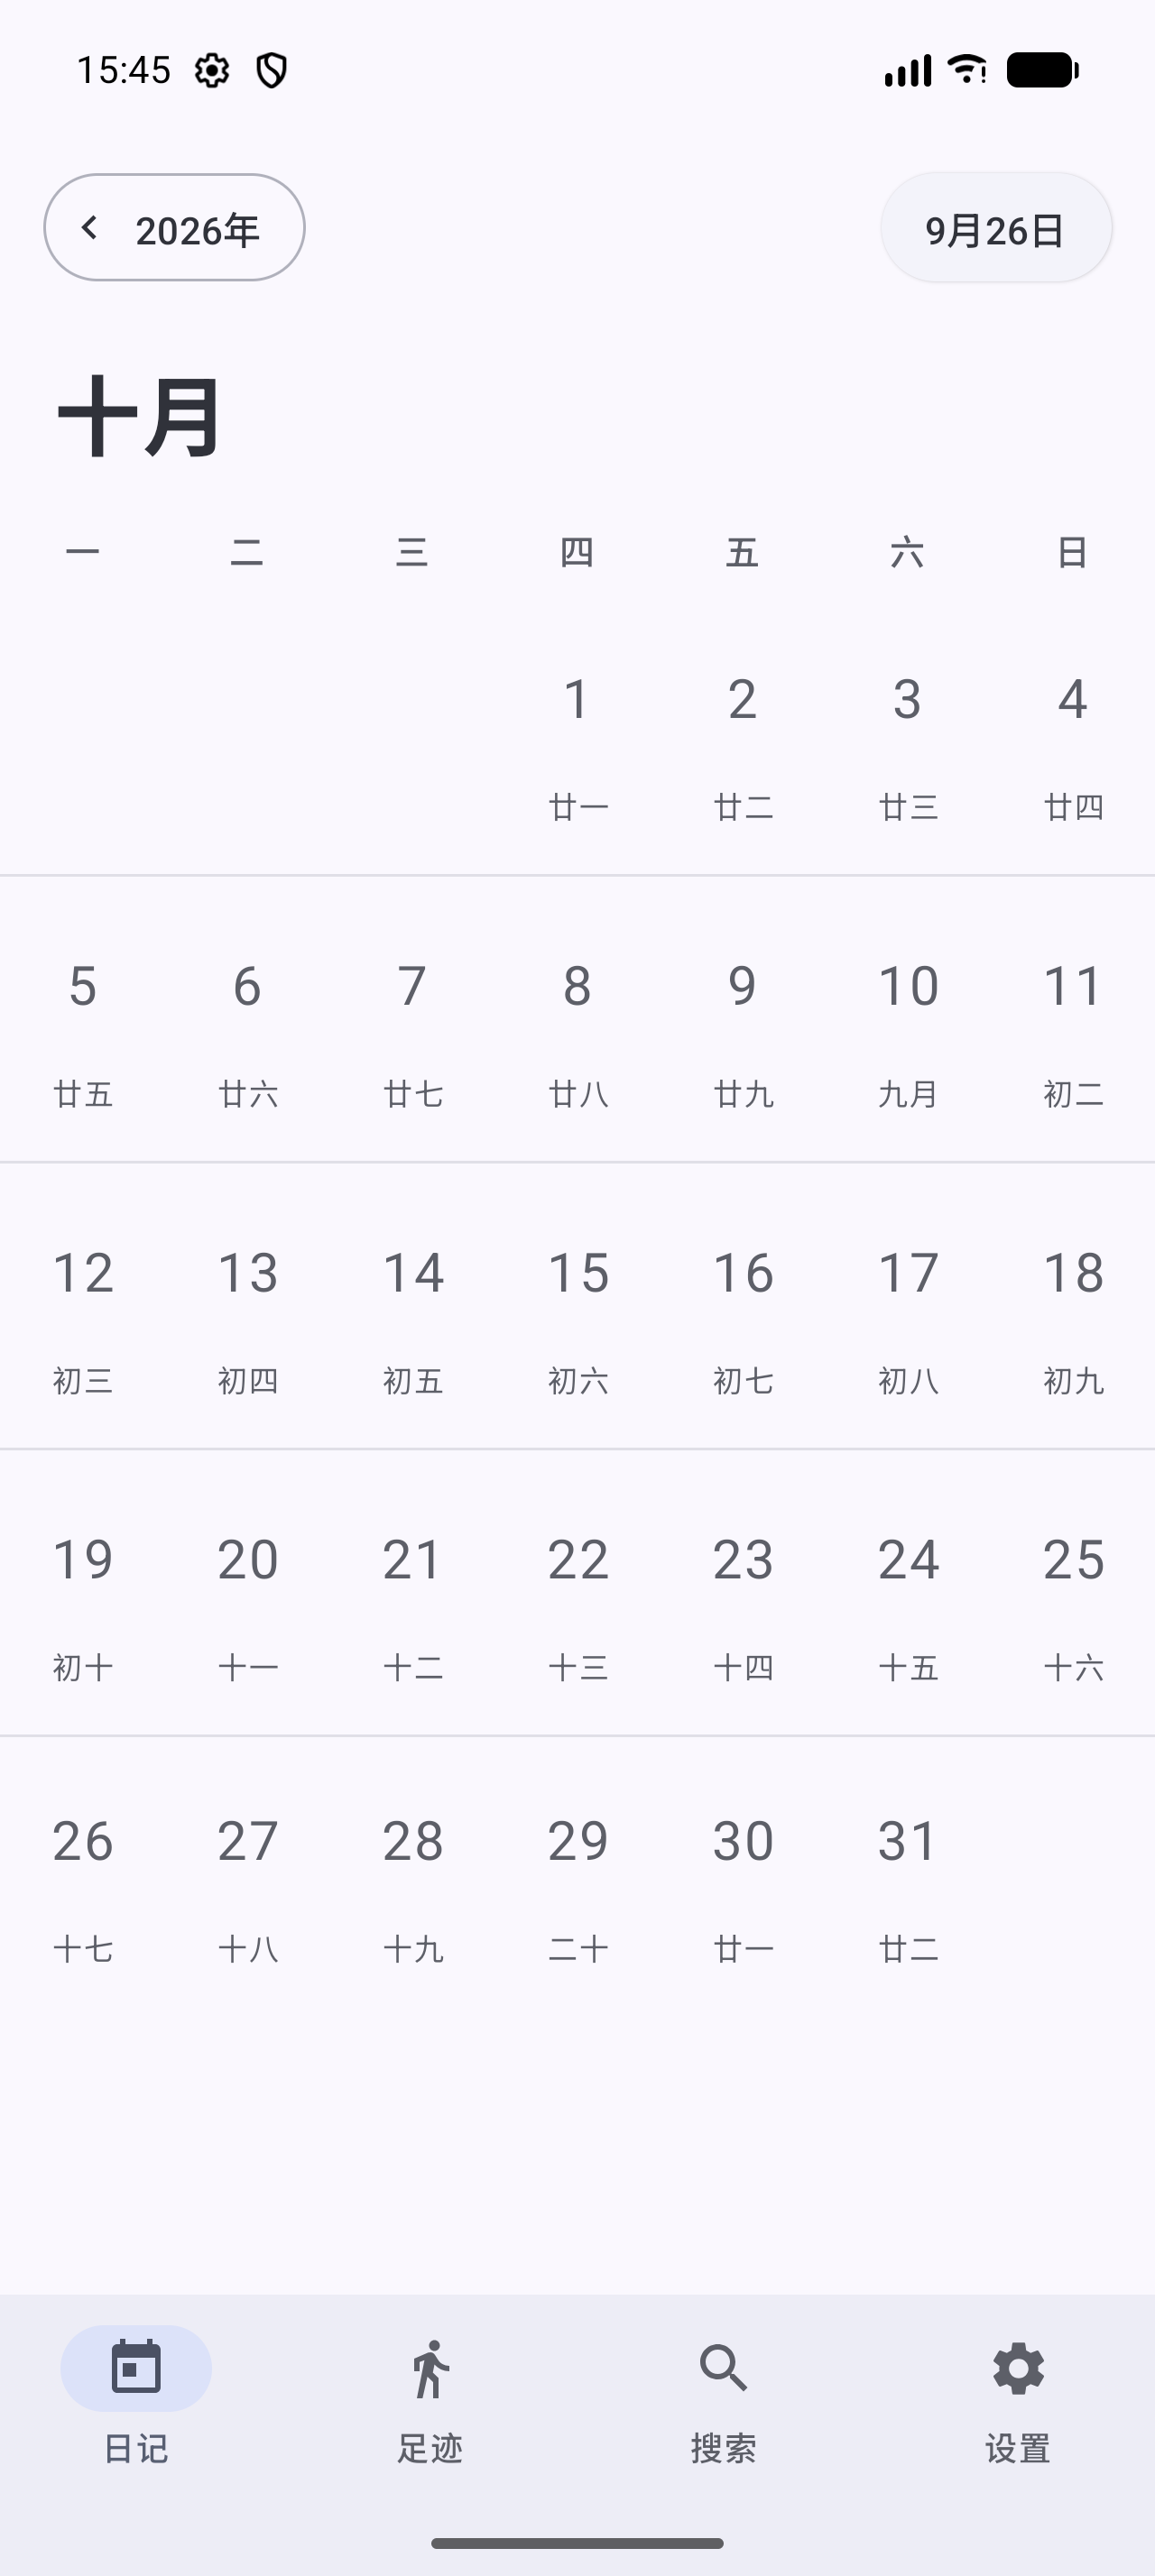 15:45
2026年
9月26日
十月
一 二 三 四 五 六 日
1 2 3 4
廿一 廿二 廿三 廿四
5 6 7 8 9 10 11
廿五 廿六 廿七 廿八 廿九 九月 初二
12 13 14 15 16 17 18
初三 初四 初五 初六 初七 初八 初九
19 20 21 22 23 24 25
初十 十一 十二 十三 十四 十五 十六
26 27 28 29 30 31
十七 十八 十九 二十 廿一 廿二
日记 足迹 搜索 设置